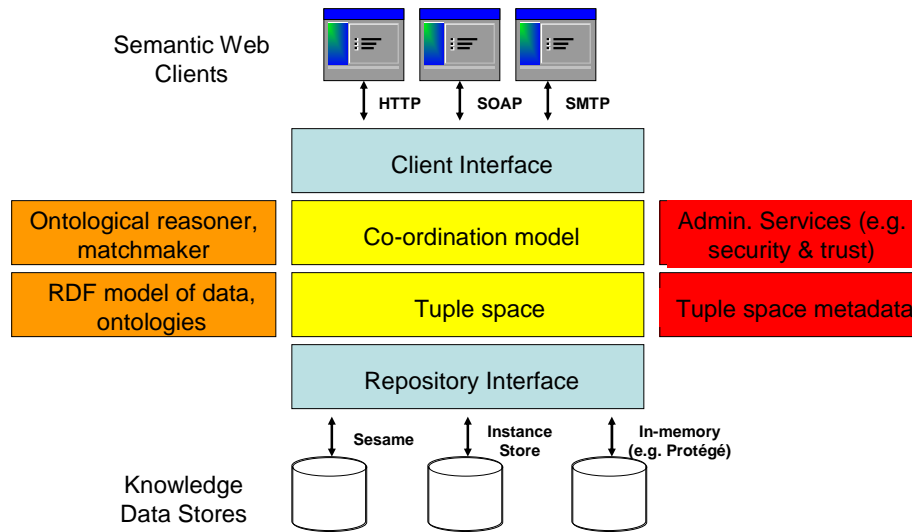 Semantic Web
Clients
HTTP
SOAP
SMTP
Client Interface
Ontological reasoner,
matchmaker
Co-ordination model
Admin. Services (e.g.
security & trust)
RDF model of data,
ontologies
Tuple space
Tuple space metadata
Repository Interface
Sesame
Instance
Store
In-memory
(e.g. Protégé)
Knowledge
Data Stores